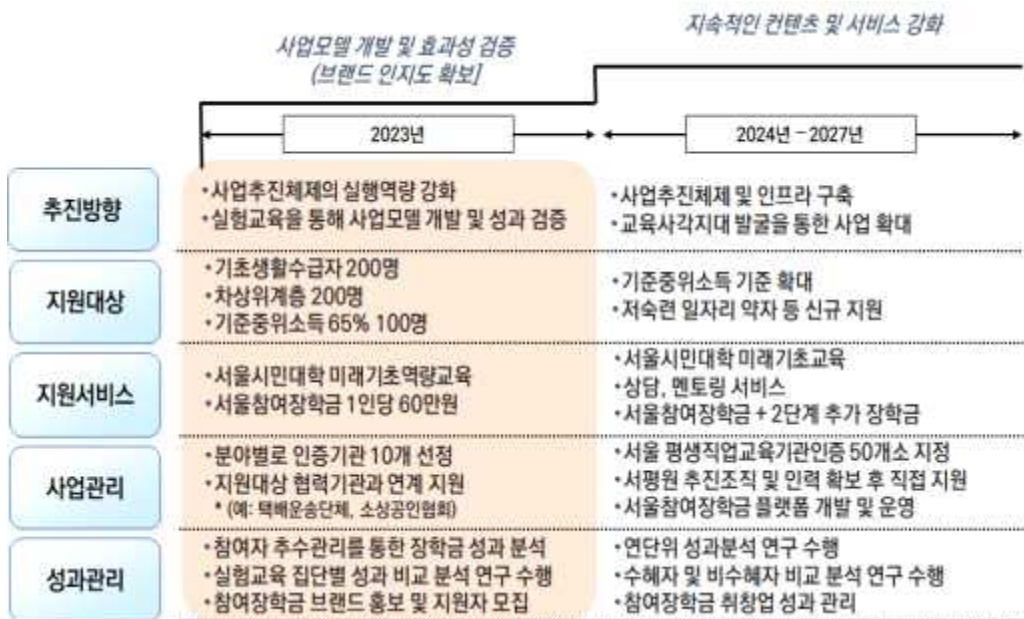 지속적인 컨텐츠 및 서비스 강화
사업모델 개발 및 효과성 검증
(브랜드 인지도 확보]
2023년
2024년 - 2027년
추진방향
•사업추진체제의 실행역량 강화
•실험교육을 통해 사업모델 개발 및 성과 검증
•사업추진체제 및 인프라 구축
•교육사각지대 발굴을 통한 사업 확대
지원대상
•기초생활수급자 200명
•차상위계층 200명
•기준중위소득 65% 100명
•기준중위소득 기준 확대
•저숙련 일자리 약자 등 신규 지원
지원서비스
•서울시민대학 미래기초역량교육
•서울참여장학금 1인당 60만원
•서울시민대학 미래기초교육
•상담, 멘토링 서비스
•서울참여장학금 + 2단계 추가 장학금
사업관리
•분야별로 인증기관 10개 선정
•지원대상 협력기관과 연계 지원
* (예: 택배운송단체, 소상공인협회)
•서울 평생직업교육기관인증 50개소 지정
•서평원 추진조직 및 인력 확보 후 직접 지원
•서울참여장학금 플랫폼 개발 및 운영
성과관리
•참여자 추수관리를 통한 장학금 성과 분석
•실험교육 집단별 성과 비교 분석 연구 수행
•참여장학금 브랜드 홍보 및 지원자 모집
•연단위 성과분석 연구 수행
•수혜자 및 비수혜자 비교 분석 연구 수행
•참여장학금 취창업 성과 관리